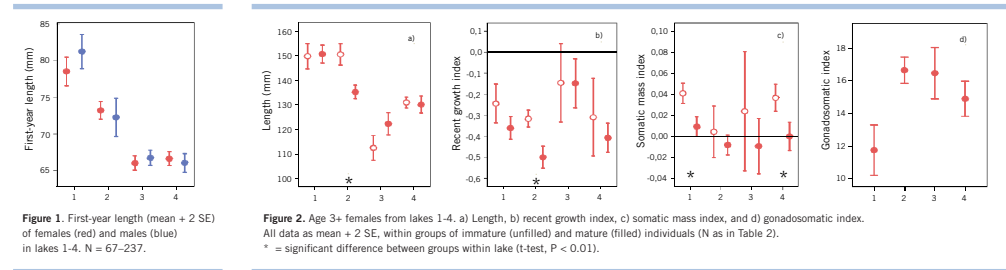 85
80
75
70
65
First-year length (mm)
1 2 3 4
Figure 1. First-year length (mean + 2 SE)
of females (red) and males (blue)
in lakes 1-4. N = 67–237.
160
150
140
130
120
110
100
Length (mm)
a)
*
1 2 3 4
0,1
0,0
-0,1
-0,2
-0,3
-0,4
-0,5
-0,6
Recent growth index
b)
*
1 2 3 4
0,10
0,08
0,06
0,04
0,02
0,00
-0,02
-0,04
Somatic mass index
c)
* *
1 2 3 4
18
16
14
12
10
Gonadosomatic index
d)
1 2 3 4
Figure 2. Age 3+ females from lakes 1-4. a) Length, b) recent growth index, c) somatic mass index, and d) gonadosomatic index.
All data as mean + 2 SE, within groups of immature (unfilled) and mature (filled) individuals (N as in Table 2).
* = significant difference between groups within lake (t-test, P < 0.01).